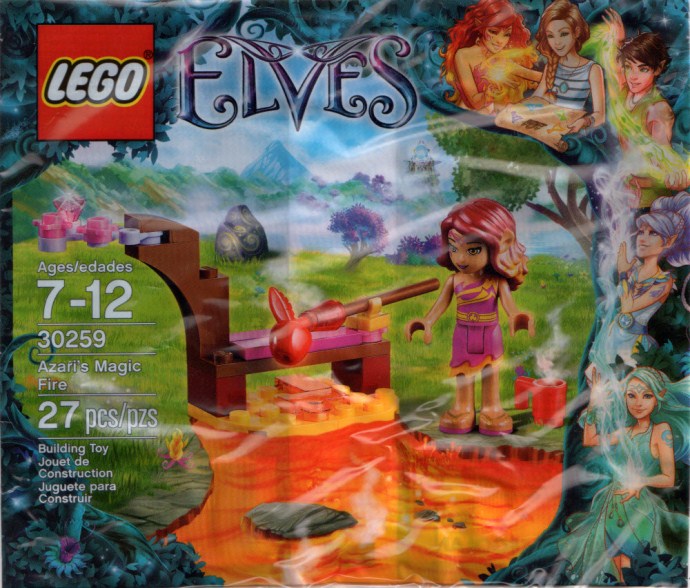 LEGO
ELVES
Ages/edades
7-12
30259
Azari's Magic
Fire
27 pcs/pzs
Building Toy
Jouet de
Construction
Juguete para
Construir